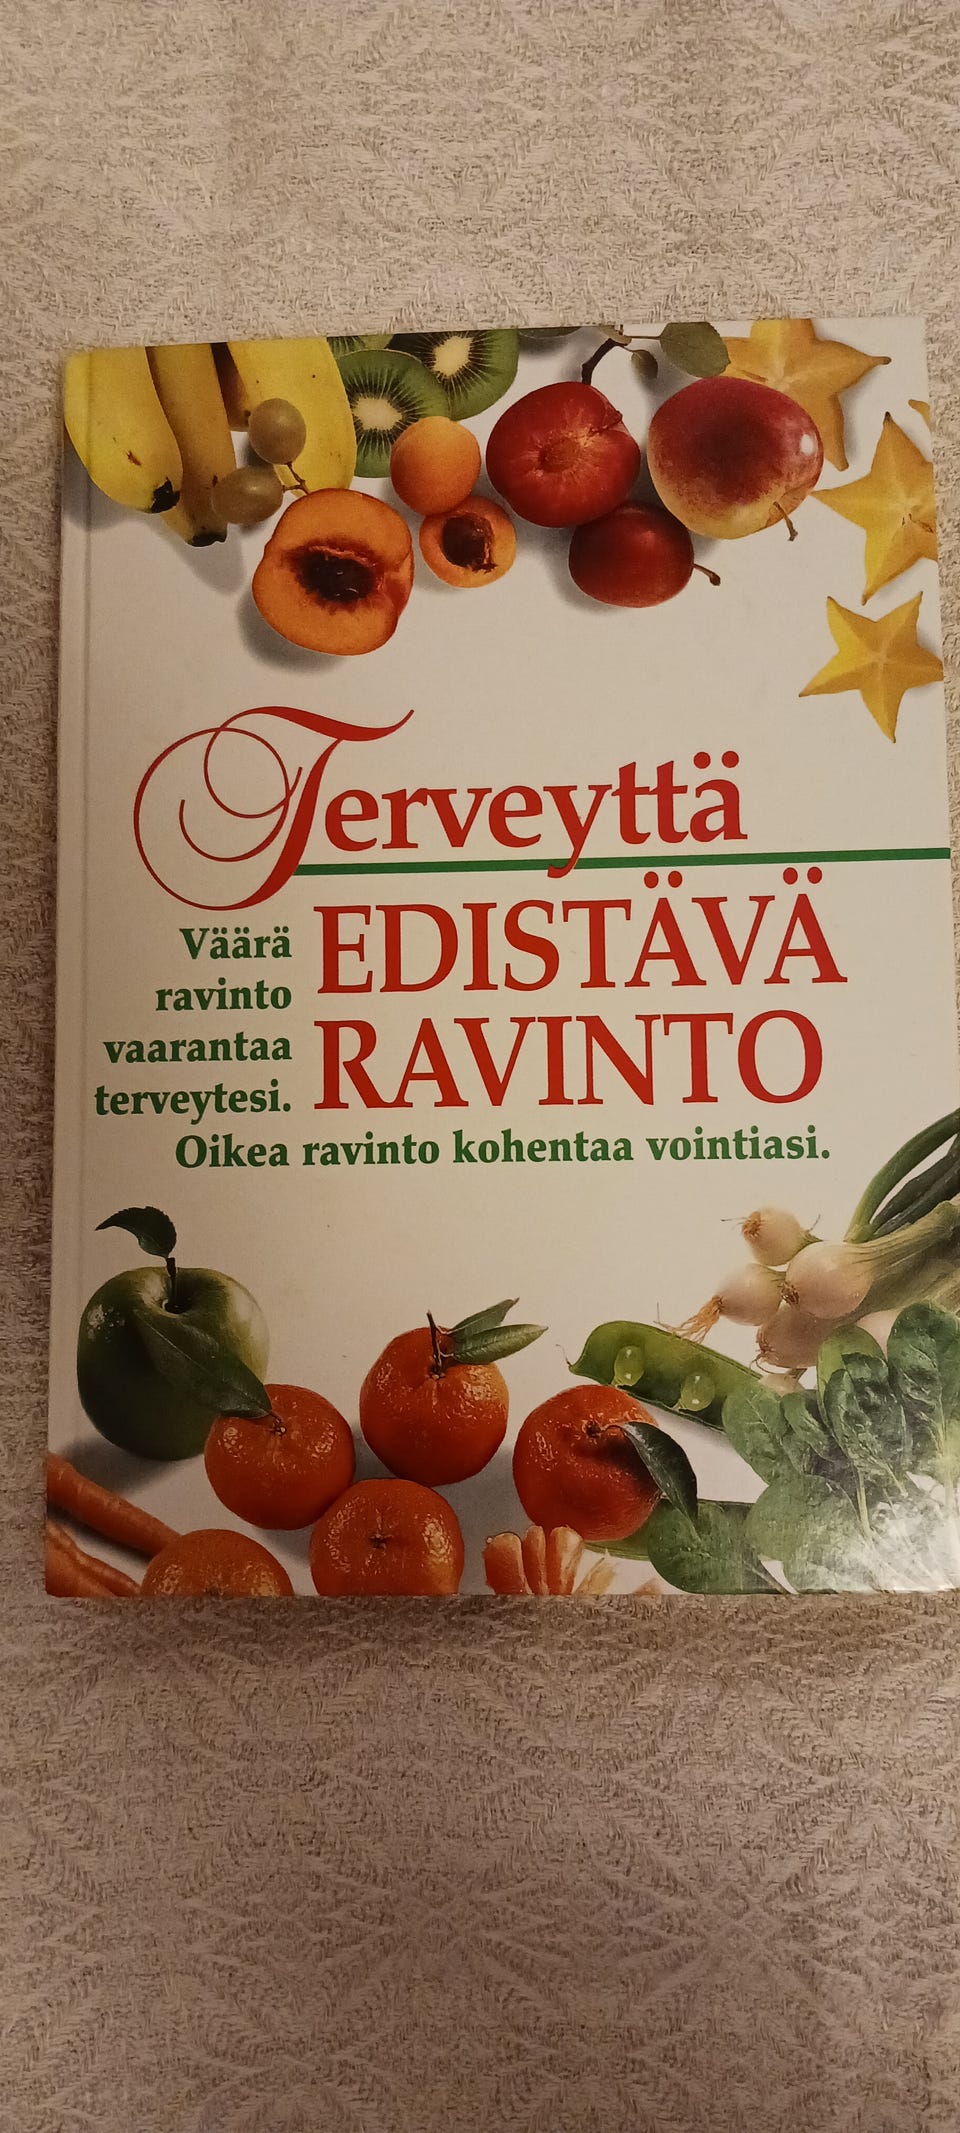 Terveyttä
EDISTÄVÄ
RAVINTO
Väärä
ravinto
vaarantaa
terveytesi.
Oikea ravinto kohentaa vointiasi.